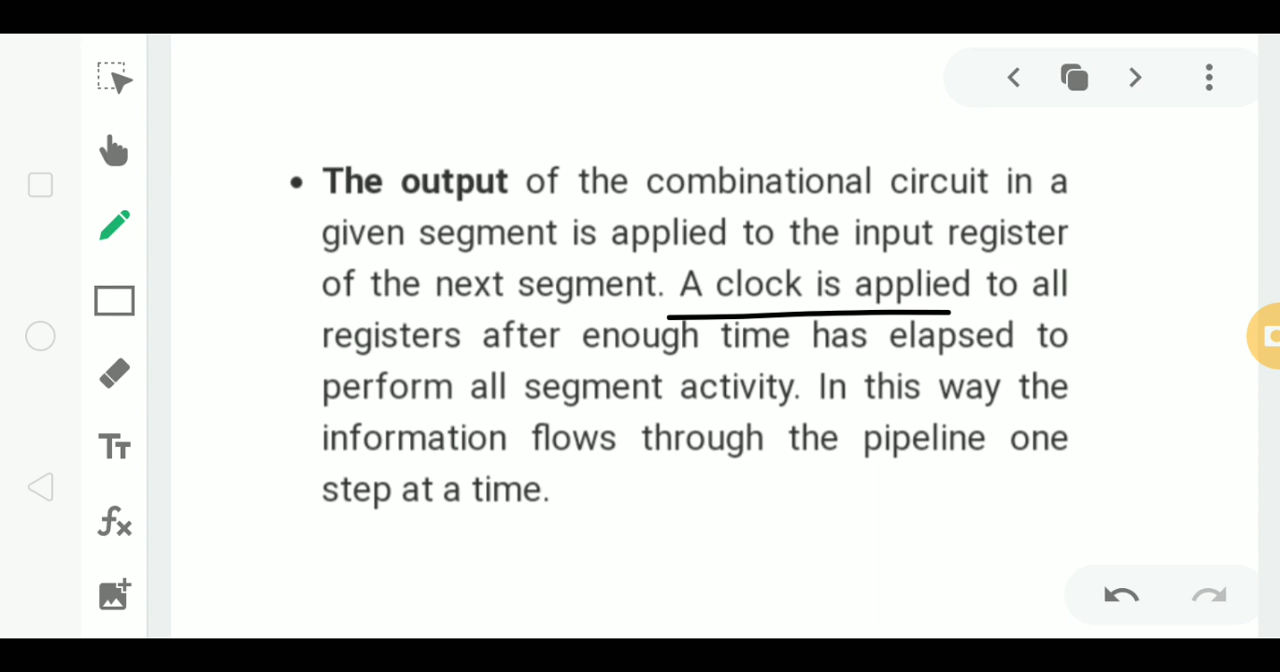 • The output of the combinational circuit in a
given segment is applied to the input register
of the next segment. A clock is applied to all
registers after enough time has elapsed to
perform all segment activity. In this way the
information flows through the pipeline one
step at a time.
TT
fx